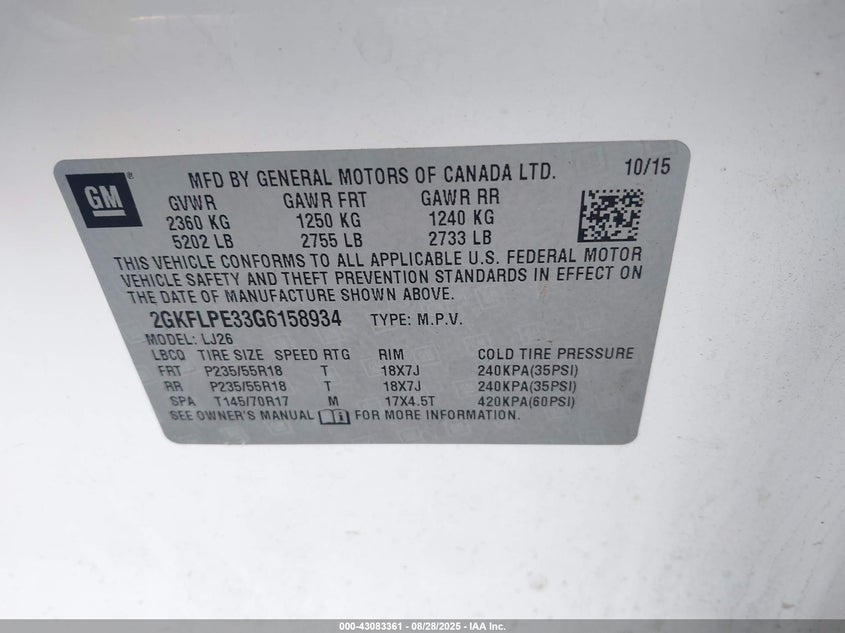 GM
MFD BY GENERAL MOTORS OF CANADA LTD. 10/15
GVWR GAWR FRT GAWR RR
2360 KG 1250 KG 1240 KG
5202 LB 2755 LB 2733 LB
THIS VEHICLE CONFORMS TO ALL APPLICABLE U.S. FEDERAL MOTOR
VEHICLE SAFETY AND THEFT PREVENTION STANDARDS IN EFFECT ON
THE DATE OF MANUFACTURE SHOWN ABOVE.
2GKFLPE33G6158934 TYPE: M.P.V.
MODEL: LJ26
LBCQ TIRE SIZE SPEED RTG RIM COLD TIRE PRESSURE
FRT P235/55R18 T 18X7J 240KPA(35PSI)
RR P235/55R18 T 18X7J 240KPA(35PSI)
SPA T145/70R17 M 17X4.5T 420KPA(60PSI)
SEE OWNER'S MANUAL FOR MORE INFORMATION.
000-43083361 - 08/28/2025 - IAA Inc.